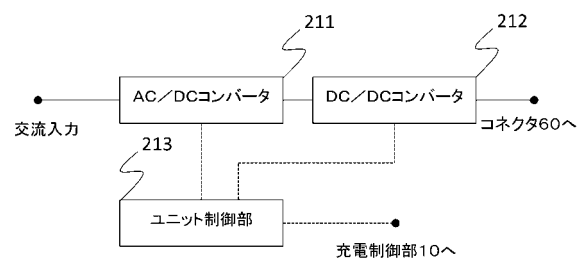 211
212
AC／DCコンバータ
DC／DCコンバータ
交流入力
コネクタ60へ
213
ユニット制御部
充電制御部10へ